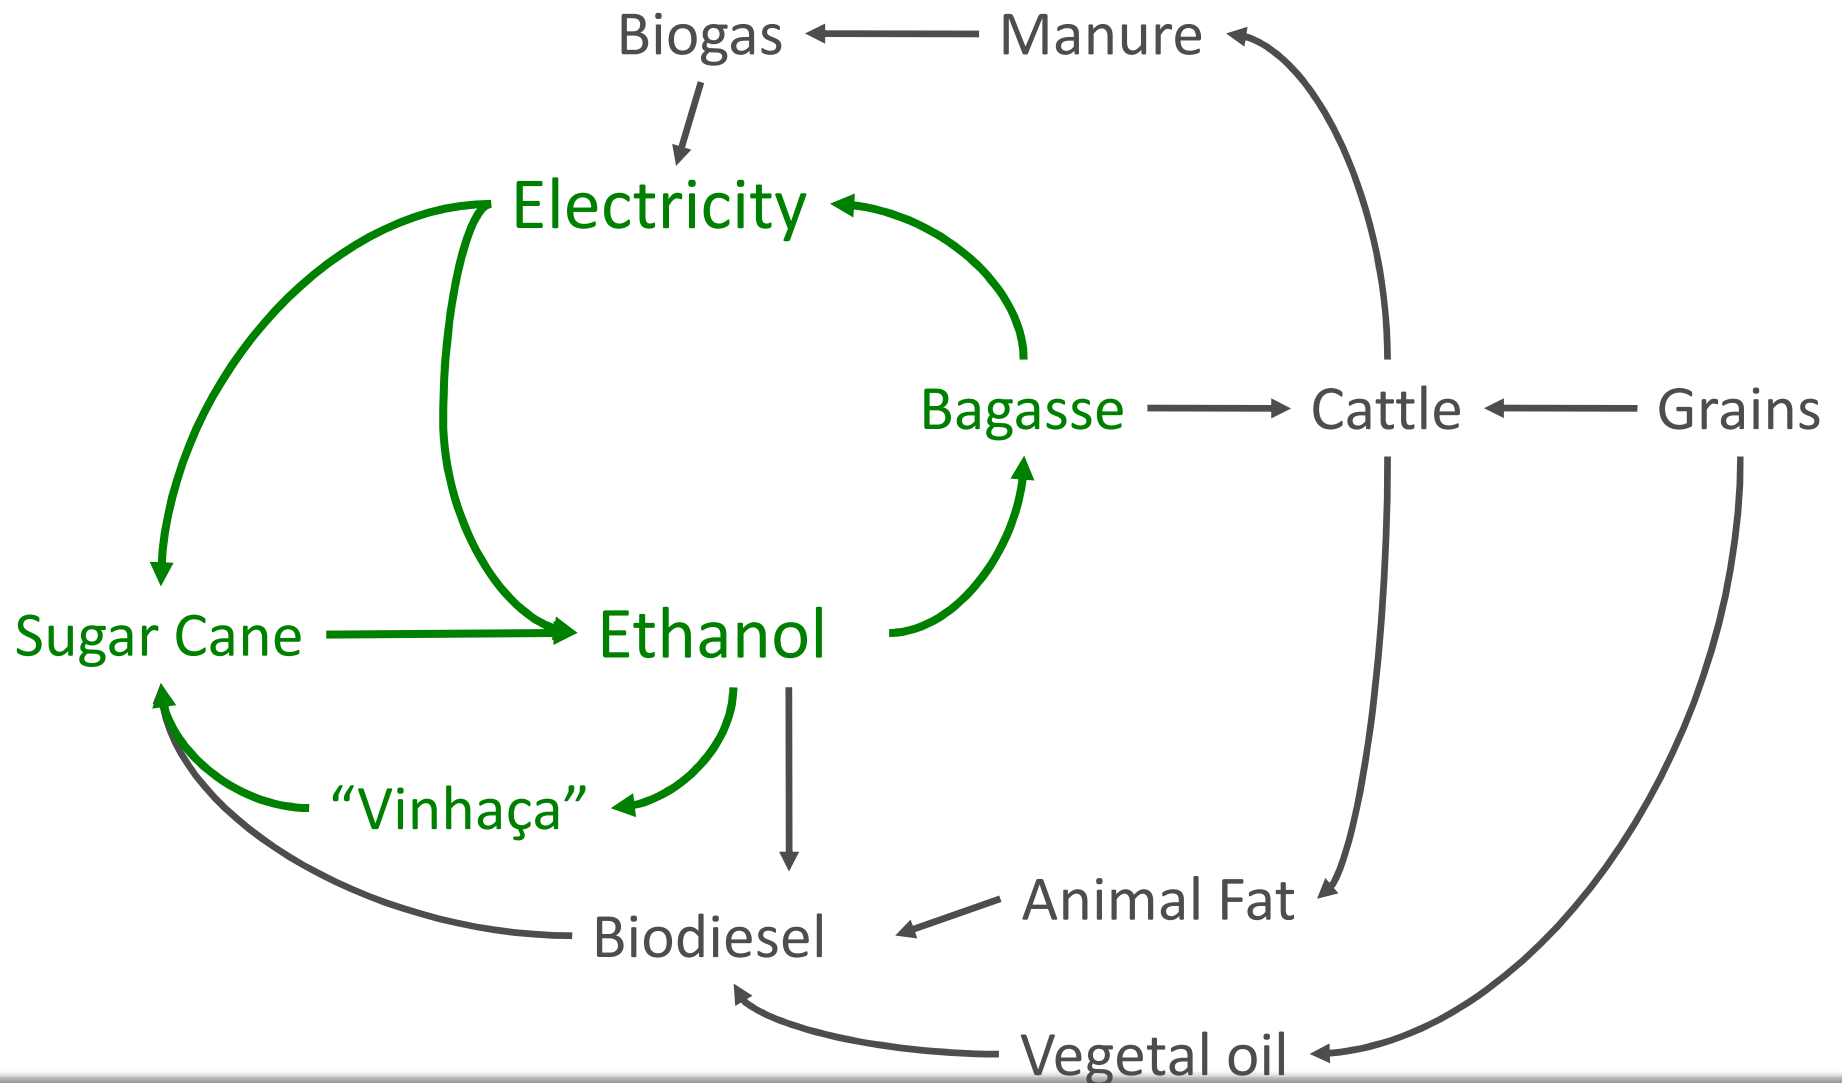 Biogas
Manure
Electricity
Bagasse
Cattle
Grains
Sugar Cane
Ethanol
“Vinhaça”
Animal Fat
Biodiesel
Vegetal oil